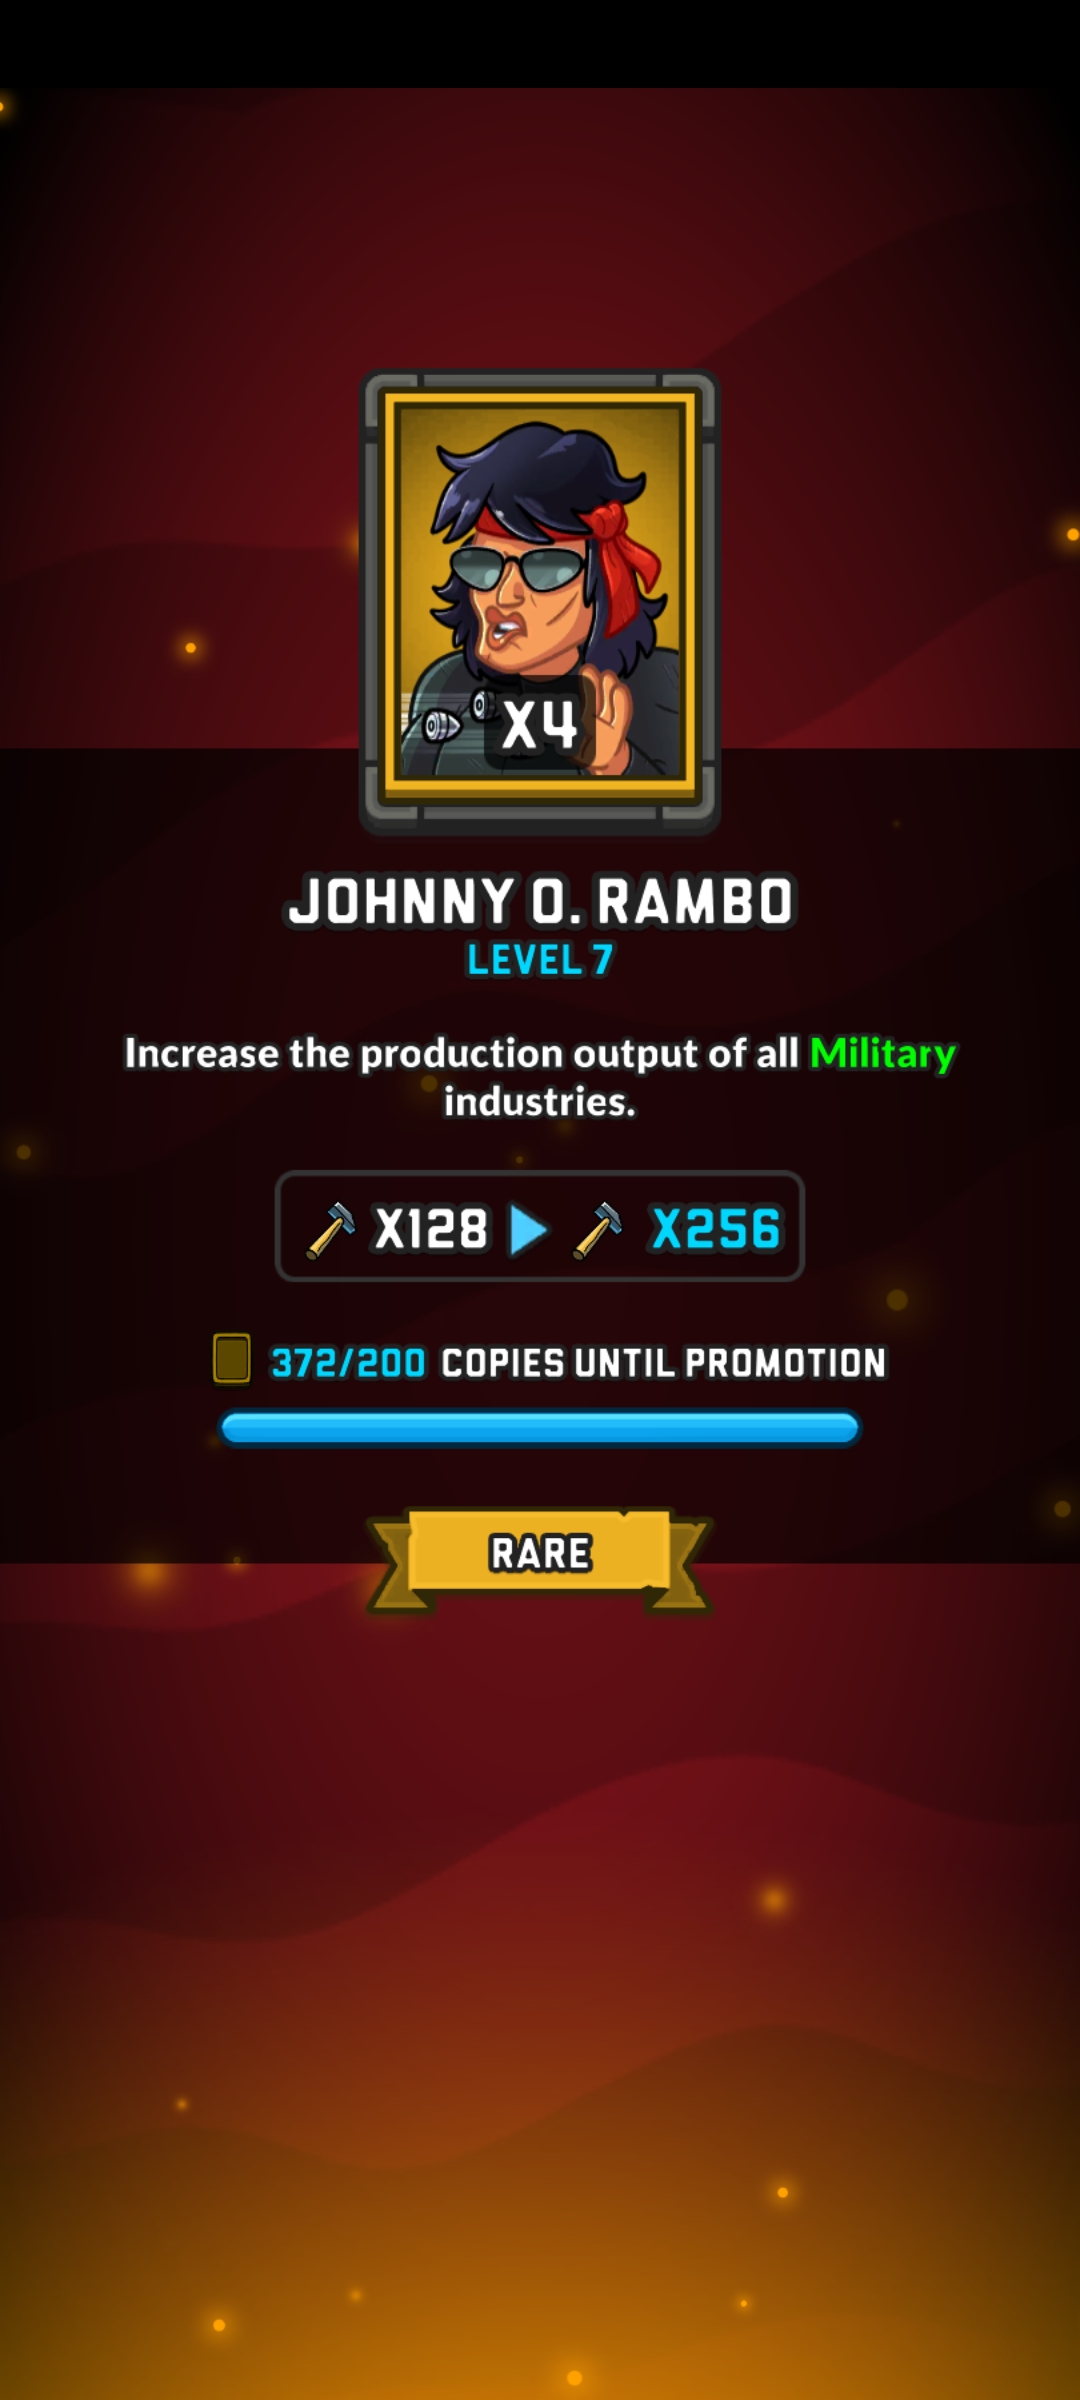 X4
JOHNNY O. RAMBO
LEVEL 7
Increase the production output of all Military
industries.
X128 X256
372/200 COPIES UNTIL PROMOTION
RARE